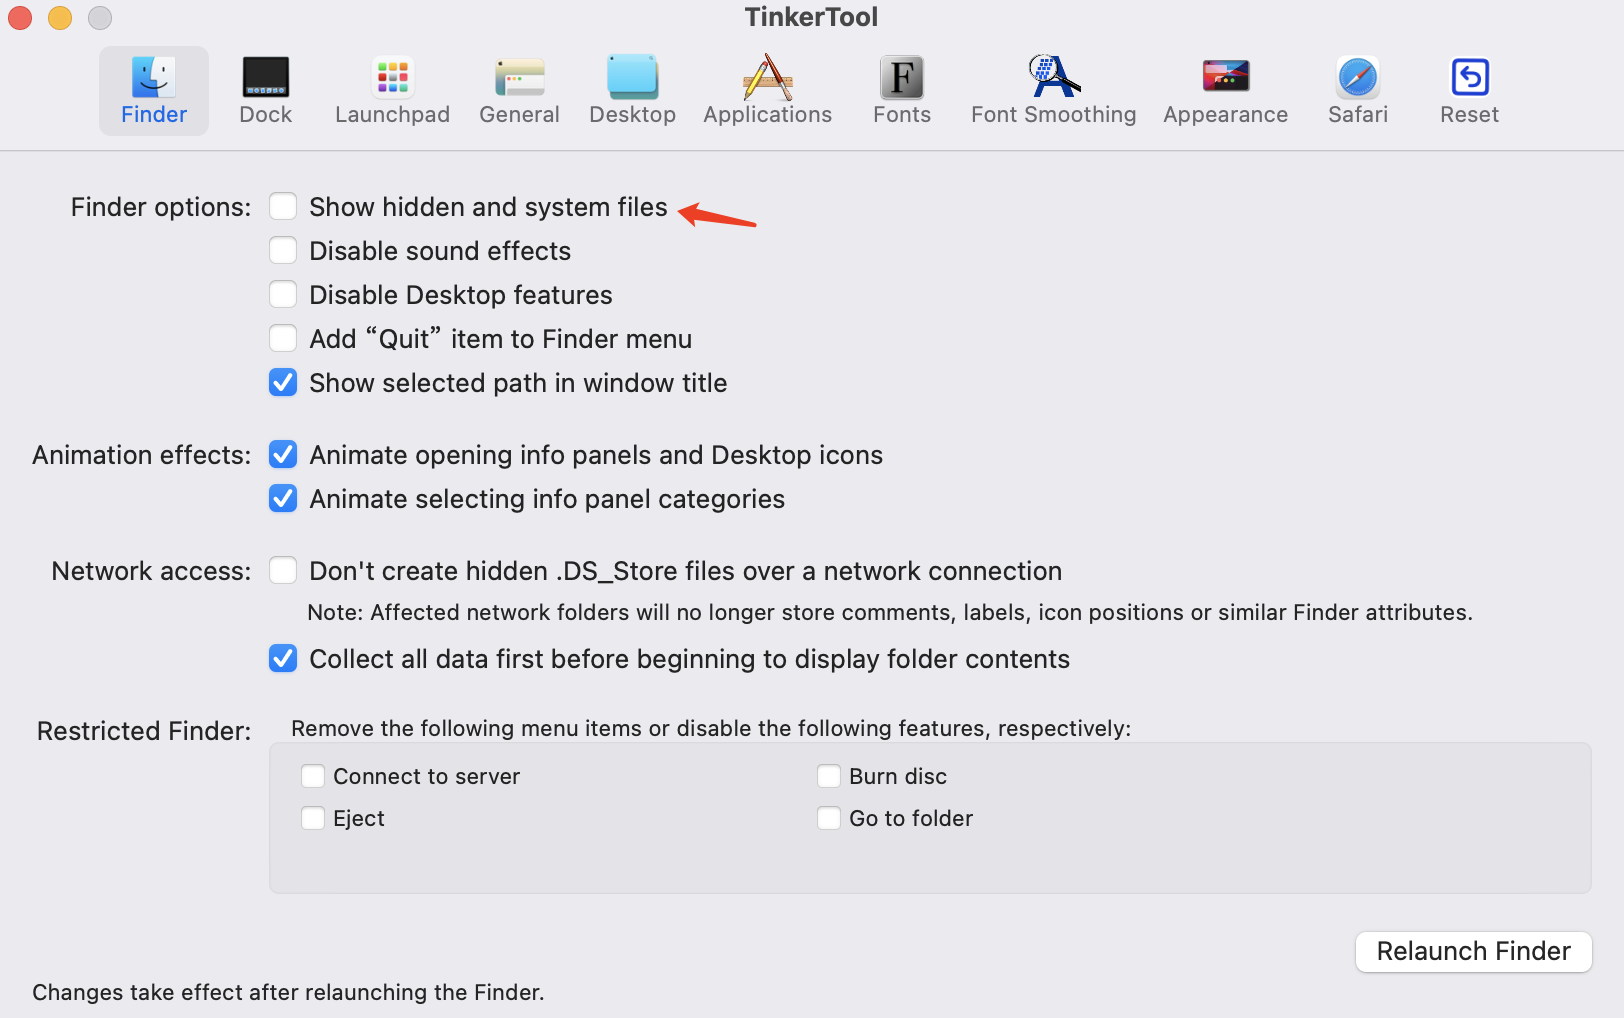 TinkerTool
Finder Dock Launchpad General Desktop Applications Fonts Font Smoothing Appearance Safari Reset
Finder options: Show hidden and system files
Disable sound effects
Disable Desktop features
Add “Quit” item to Finder menu
Show selected path in window title
Animation effects: Animate opening info panels and Desktop icons
Animate selecting info panel categories
Network access: Don't create hidden .DS_Store files over a network connection
Note: Affected network folders will no longer store comments, labels, icon positions or similar Finder attributes.
Collect all data first before beginning to display folder contents
Restricted Finder: Remove the following menu items or disable the following features, respectively:
Connect to server Burn disc
Eject Go to folder
Relaunch Finder
Changes take effect after relaunching the Finder.